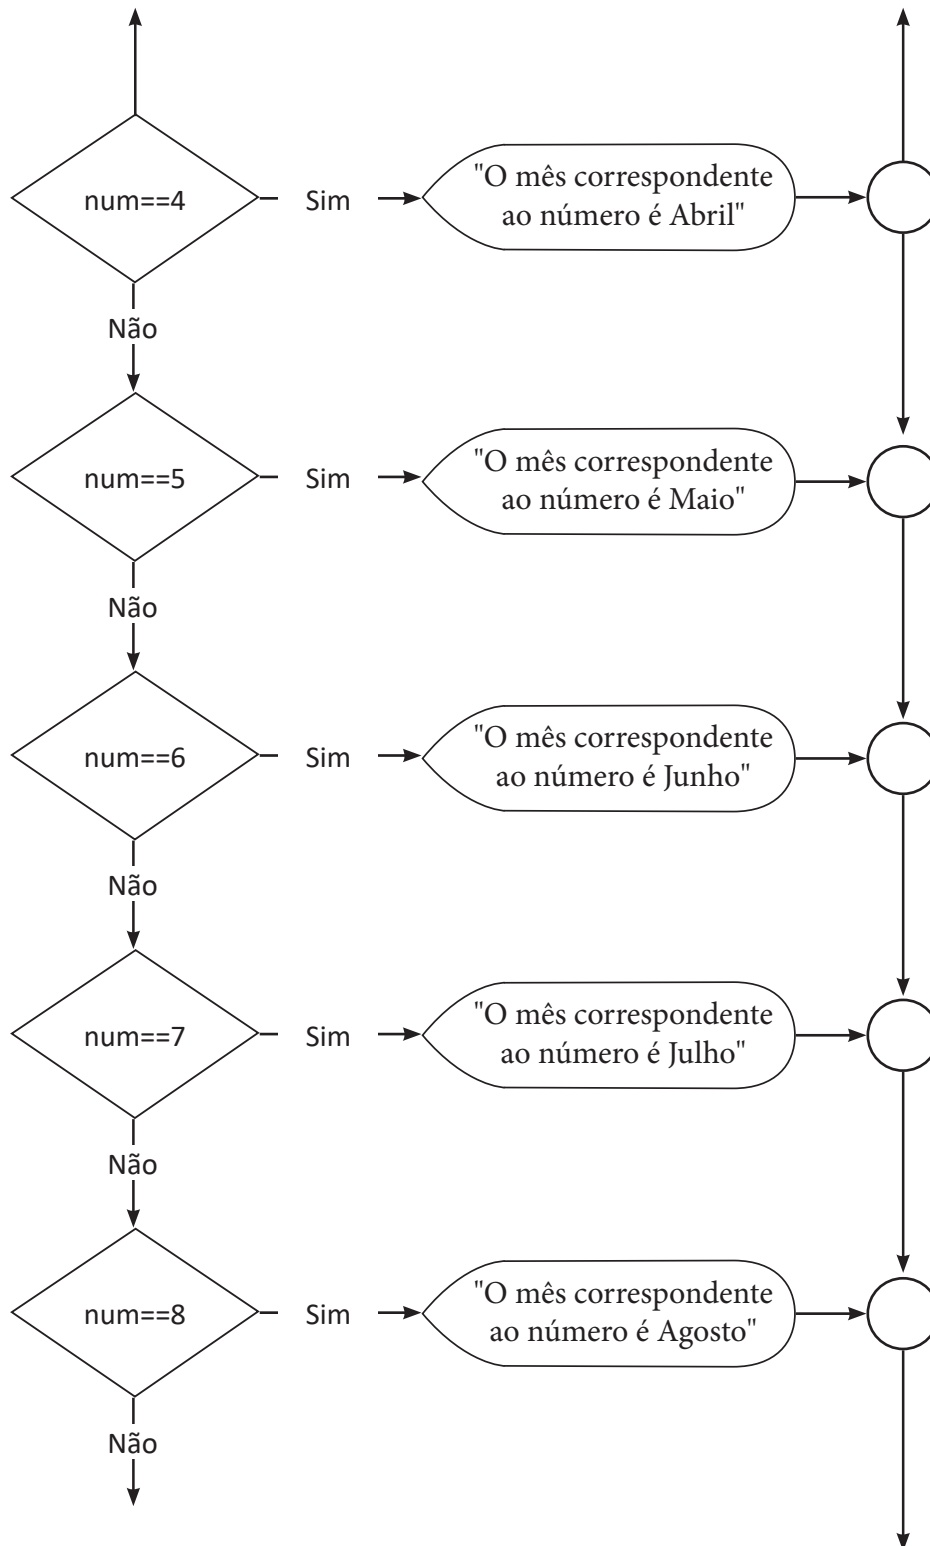 num==4
Sim
"O mês correspondente
ao número é Abril"
Não
num==5
Sim
"O mês correspondente
ao número é Maio"
Não
num==6
Sim
"O mês correspondente
ao número é Junho"
Não
num==7
Sim
"O mês correspondente
ao número é Julho"
Não
num==8
Sim
"O mês correspondente
ao número é Agosto"
Não